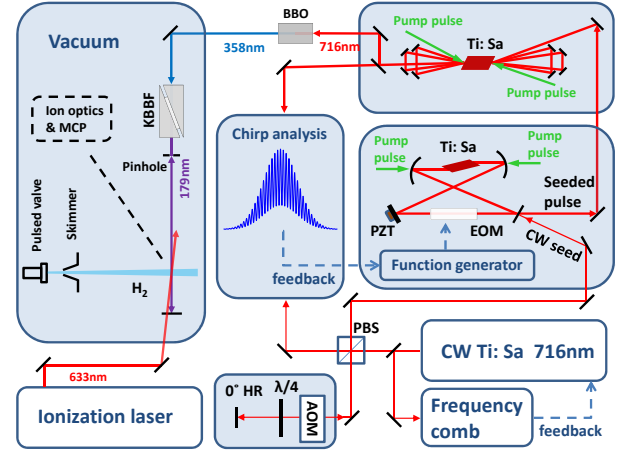 Vacuum
BBO
358nm
716nm
Pump pulse
Ti: Sa
Pump pulse
KBBF
Ion optics
& MCP
Pinhole
179nm
Chirp analysis
Pump
pulse
Ti: Sa
Pump
pulse
Seeded
pulse
PZT
EOM
CW seed
Pulsed valve
Skimmer
H2
feedback
Function generator
PBS
CW Ti: Sa 716nm
633nm
Ionization laser
0° HR
λ/4
AOM
Frequency
comb
feedback